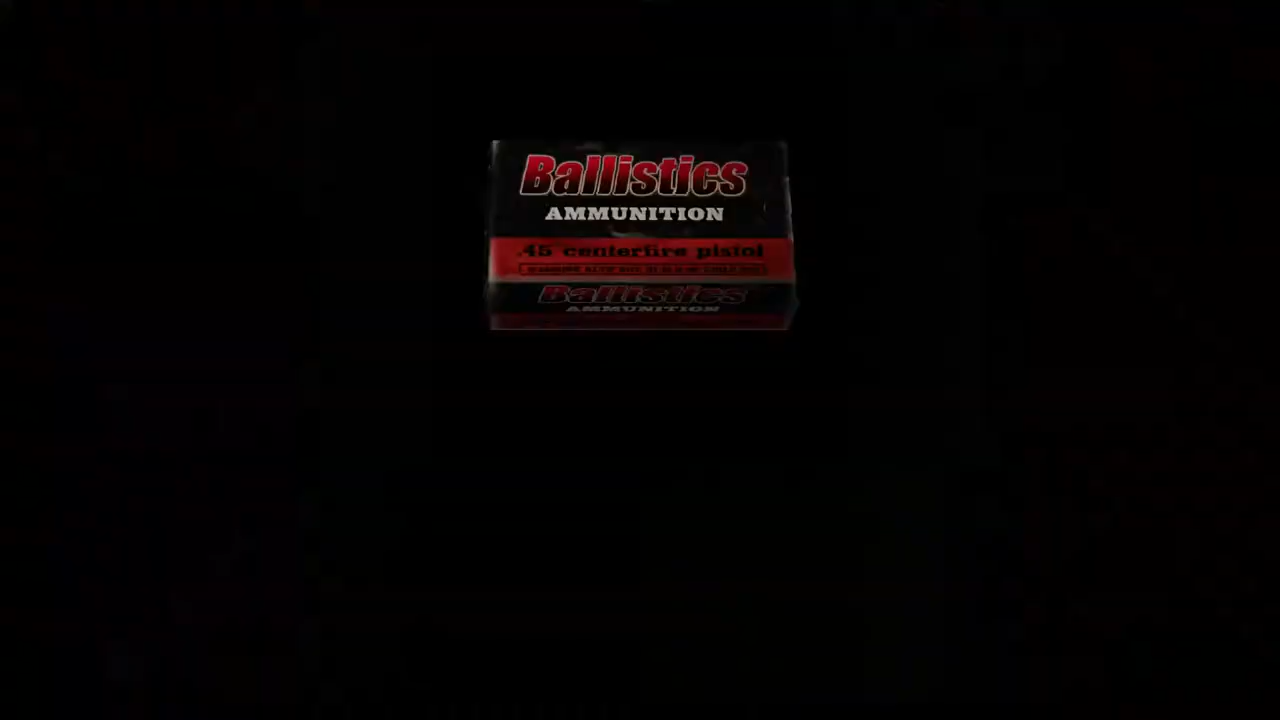 Ballistics
AMMUNITION
.45 centerfire pistol
Ballistics
AMMUNITION